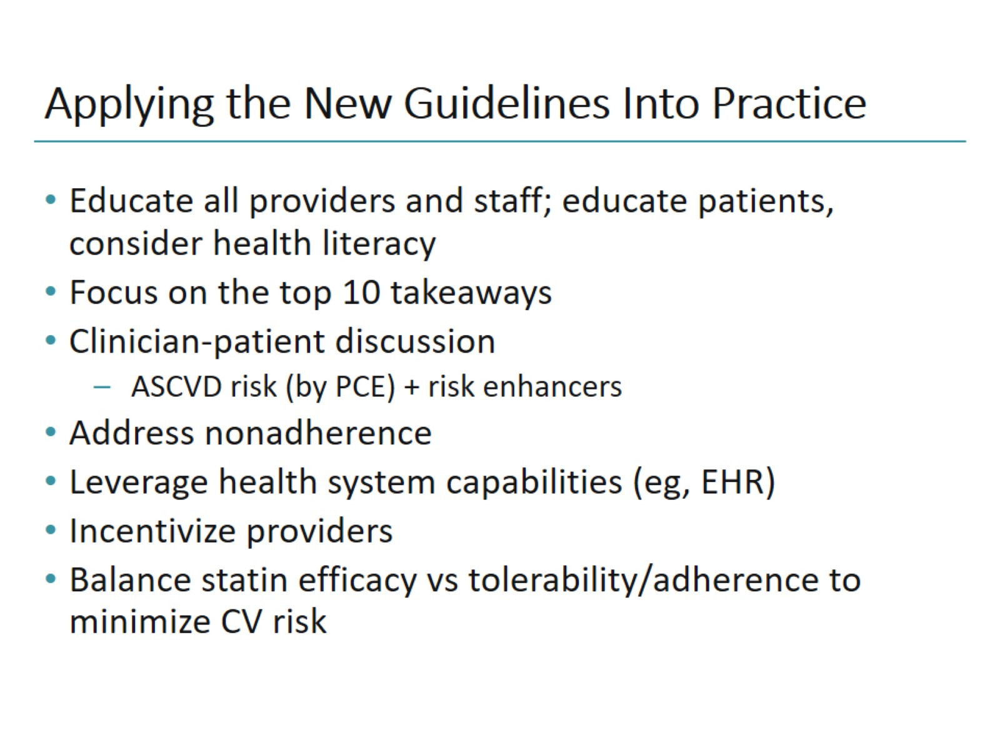 Applying the New Guidelines Into Practice
• Educate all providers and staff; educate patients,
consider health literacy
• Focus on the top 10 takeaways
• Clinician-patient discussion
– ASCVD risk (by PCE) + risk enhancers
• Address nonadherence
• Leverage health system capabilities (eg, EHR)
• Incentivize providers
• Balance statin efficacy vs tolerability/adherence to
minimize CV risk